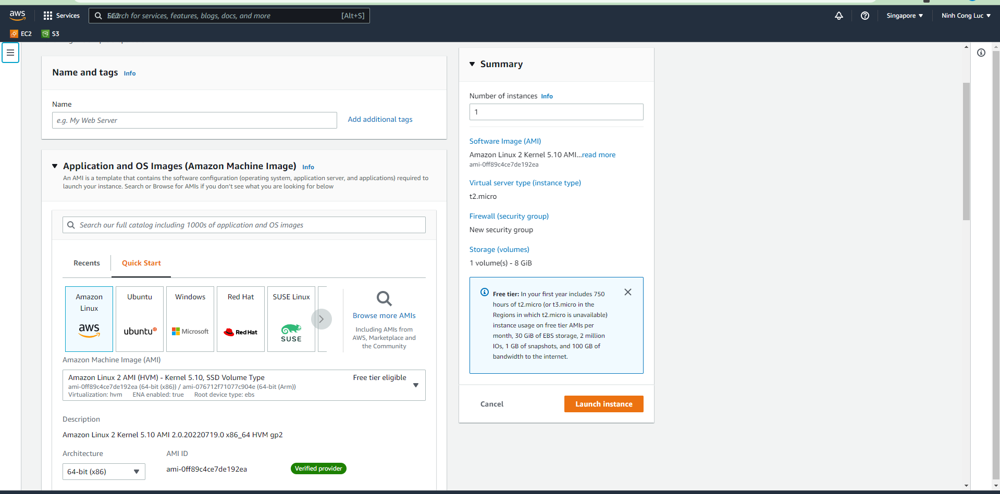 aws
Services
Search for services, features, blogs, docs, and more
[Alt+S]
Singapore
Ninh Cong Luc
EC2
S3
Name and tags Info
Name
e.g. My Web Server
Add additional tags
Application and OS Images (Amazon Machine Image) Info
An AMI is a template that contains the software configuration (operating system, application server, and applications) required to
launch your instance. Search or Browse for AMIs if you don't see what you are looking for below
Search our full catalog including 1000s of application and OS images
Recents
Quick Start
Amazon
Linux
aws
Ubuntu
ubuntu
Windows
Microsoft
Red Hat
Red Hat
SUSE Linux
SUSE
Browse more AMIs
Including AMIs from
AWS, Marketplace and
the Community
Amazon Machine Image (AMI)
Amazon Linux 2 AMI (HVM) - Kernel 5.10, SSD Volume Type
Free tier eligible
ami-0ff89c4ce7de192ea (64-bit (x86)) / ami-076712f71077c904e (64-bit (Arm))
Virtualization: hvm ENA enabled: true Root device type: ebs
Description
Amazon Linux 2 Kernel 5.10 AMI 2.0.20220719.0 x86_64 HVM gp2
Architecture
AMI ID
64-bit (x86)
ami-0ff89c4ce7de192ea
Verified provider
Summary
Number of instances Info
1
Software Image (AMI)
Amazon Linux 2 Kernel 5.10 AMI...read more
ami-0ff89c4ce7de192ea
Virtual server type (instance type)
t2.micro
Firewall (security group)
New security group
Storage (volumes)
1 volume(s) - 8 GiB
Free tier: In your first year includes 750
hours of t2.micro (or t3.micro in the
Regions in which t2.micro is unavailable)
instance usage on free tier AMIs per
month, 30 GiB of EBS storage, 2 million
IOs, 1 GB of snapshots, and 100 GB of
bandwidth to the internet.
Cancel
Launch instance